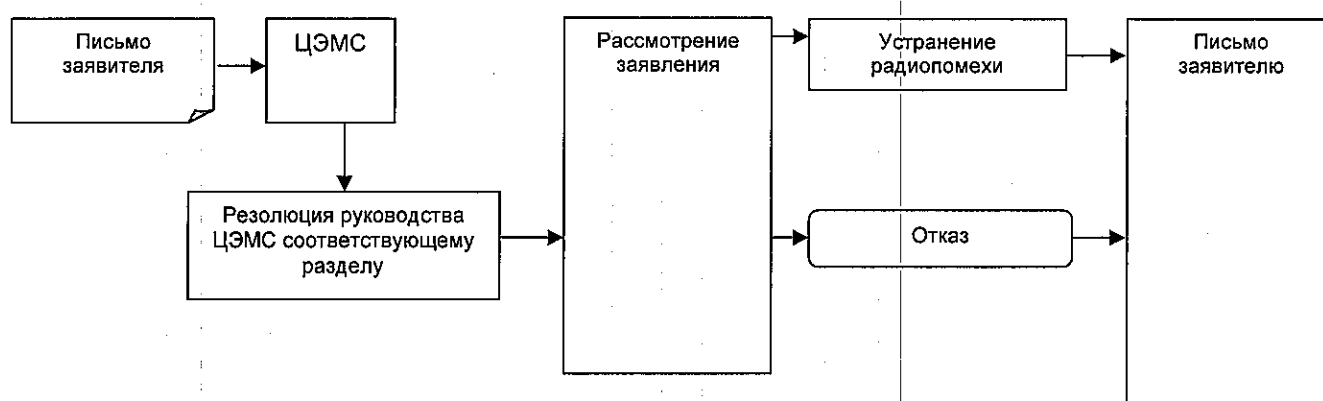 Письмо
заявителя
ЦЭМС
Резолюция руководства
ЦЭМС соответствующему
разделу
Рассмотрение
заявления
Устранение
радиопомехи
Отказ
Письмо
заявителю